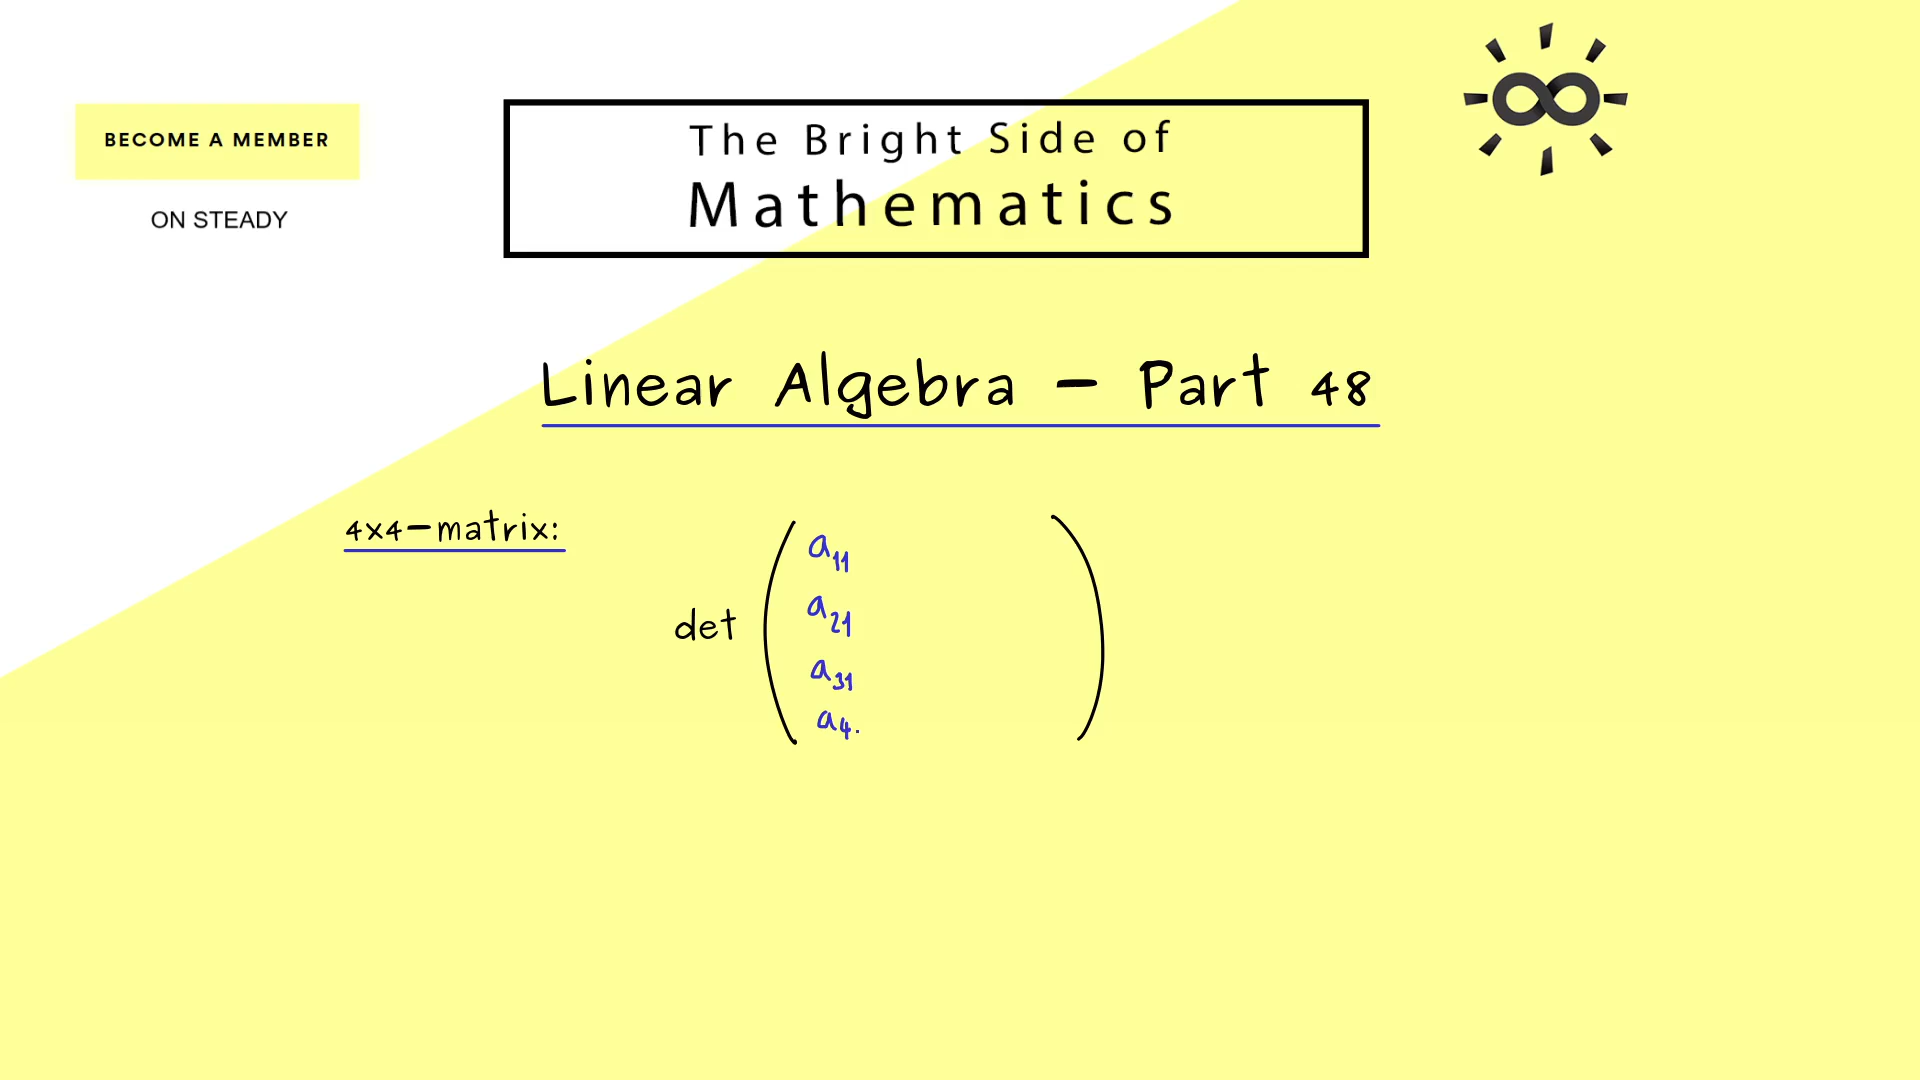 BECOME A MEMBER
ON STEADY
The Bright Side of
Mathematics
Linear Algebra – Part 48
4x4-matrix:
det
a₁₁
a₂₁
a₃₁
a₄.